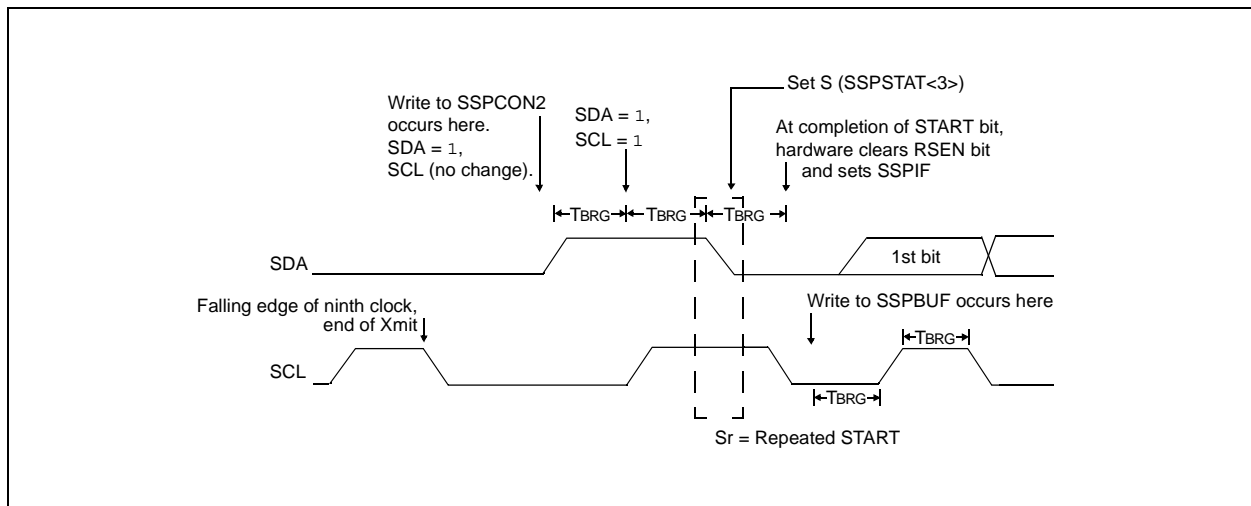 Set S (SSPSTAT<3>)
Write to SSPCON2
occurs here.
SDA = 1,
SCL (no change).
SDA = 1,
SCL = 1
At completion of START bit,
hardware clears RSEN bit
and sets SSPIF
TBRG
TBRG
TBRG
SDA
1st bit
Falling edge of ninth clock,
end of Xmit
Write to SSPBUF occurs here
TBRG
SCL
TBRG
Sr = Repeated START